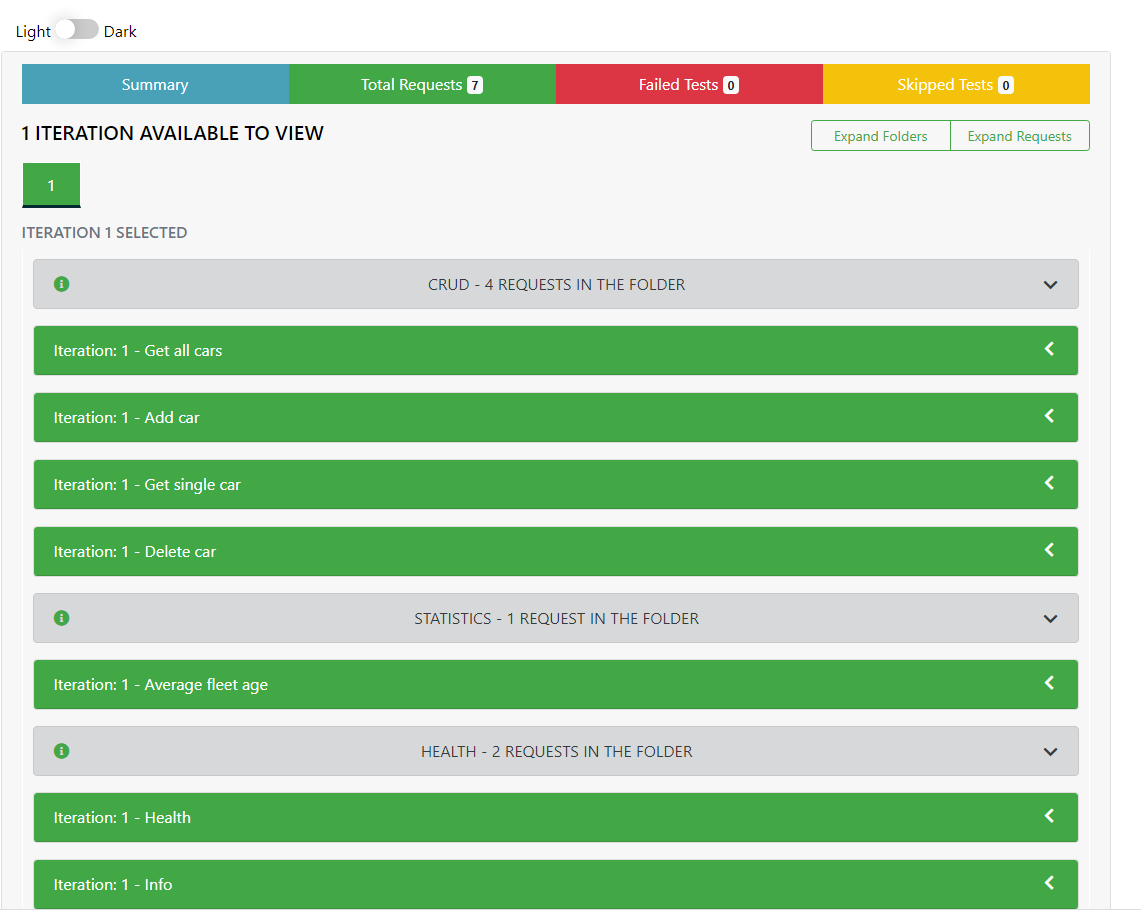 Light Dark
Summary Total Requests 7 Failed Tests 0 Skipped Tests 0
1 ITERATION AVAILABLE TO VIEW Expand Folders Expand Requests
1
ITERATION 1 SELECTED
CRUD - 4 REQUESTS IN THE FOLDER
Iteration: 1 - Get all cars
Iteration: 1 - Add car
Iteration: 1 - Get single car
Iteration: 1 - Delete car
STATISTICS - 1 REQUEST IN THE FOLDER
Iteration: 1 - Average fleet age
HEALTH - 2 REQUESTS IN THE FOLDER
Iteration: 1 - Health
Iteration: 1 - Info